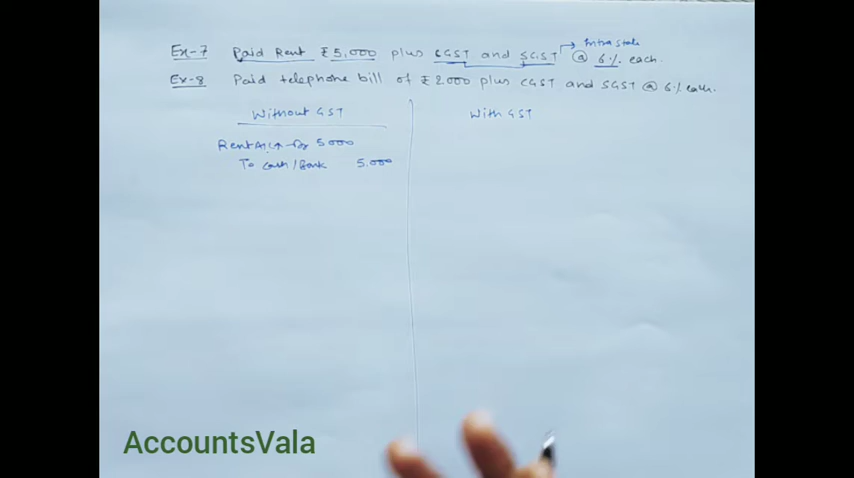 Intra state
Ex-7 Paid Rent ₹5,000 plus CGST and SGST @ 6% each.
Ex-8 Paid telephone bill of ₹2000 plus CGST and SGST @ 6% each.
Without GST
With GST
Rent A/c Dr 5000
To Cash/Bank 5,000
AccountsVala